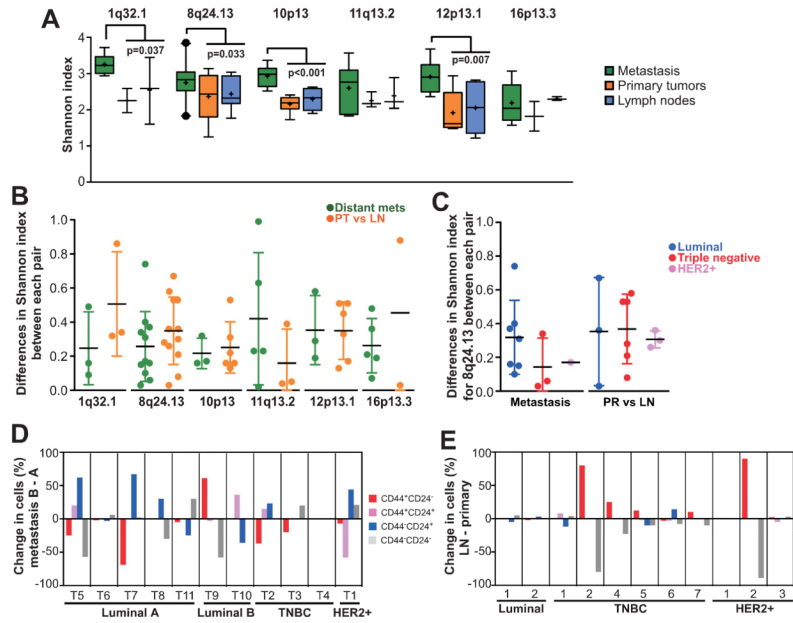 A
1q32.1 8q24.13 10p13 11q13.2 12p13.1 16p13.3
p=0.037 p=0.033 p<0.001 p=0.007
Shannon index
4
3
2
1
0
Metastasis
Primary tumors
Lymph nodes
B
Differences in Shannon index
between each pair
1.0
0.8
0.6
0.4
0.2
0.0
Distant mets
PT vs LN
1q32.1 8q24.13 10p13 11q13.2 12p13.1 16p13.3
C
Differences in Shannon index
for 8q24.13 between each pair
1.0
0.8
0.6
0.4
0.2
0.0
Luminal
Triple negative
HER2+
Metastasis PR vs LN
D
Change in cells (%)
metastasis B - A
100
50
0
-50
-100
CD44+CD24-
CD44+CD24+
CD44-CD24+
CD44-CD24-
T5 T6 T7 T8 T11 T9 T10 T2 T3 T4 T1
Luminal A Luminal B TNBC HER2+
E
Change in cells (%)
LN - primary
100
50
0
-50
-100
1 2 1 2 4 5 6 7 1 2 3
Luminal TNBC HER2+